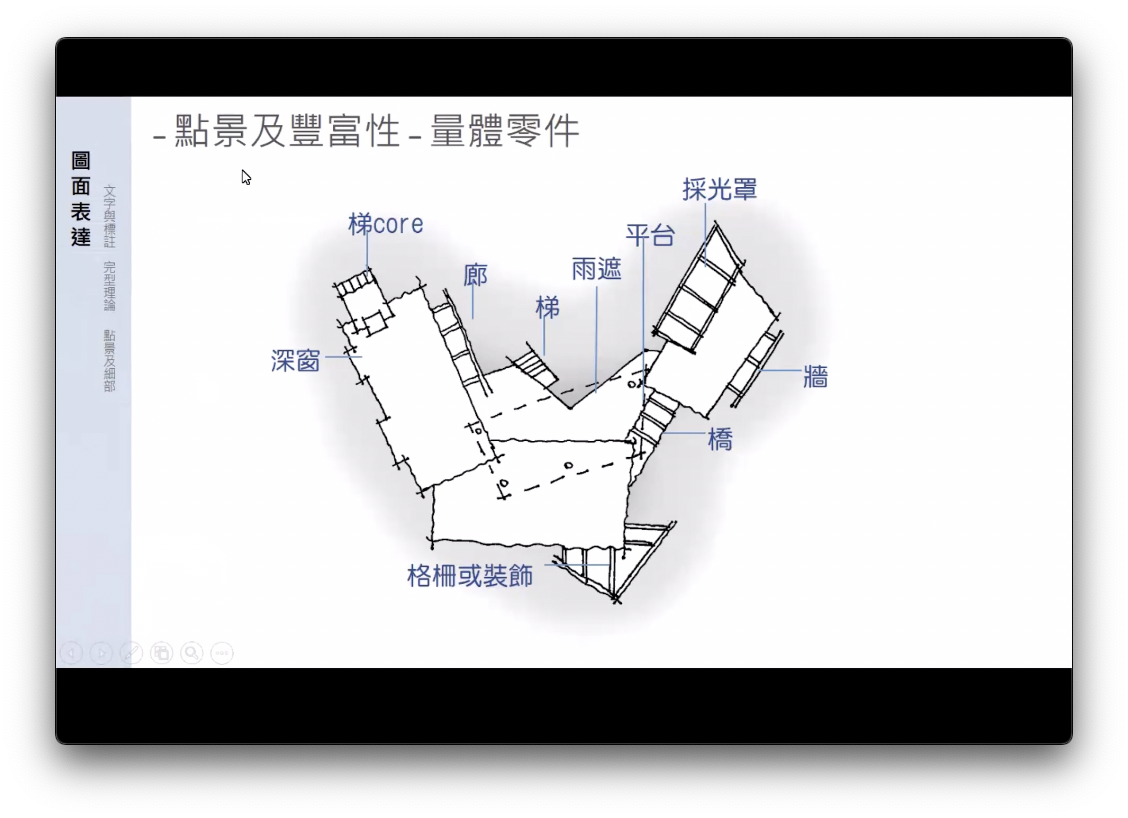 -點景及豐富性-量體零件
圖面表達
文字與標註 完型理論 點景及細部
採光罩
梯core
平台
廊
雨遮
梯
深窗
牆
橋
格柵或裝飾